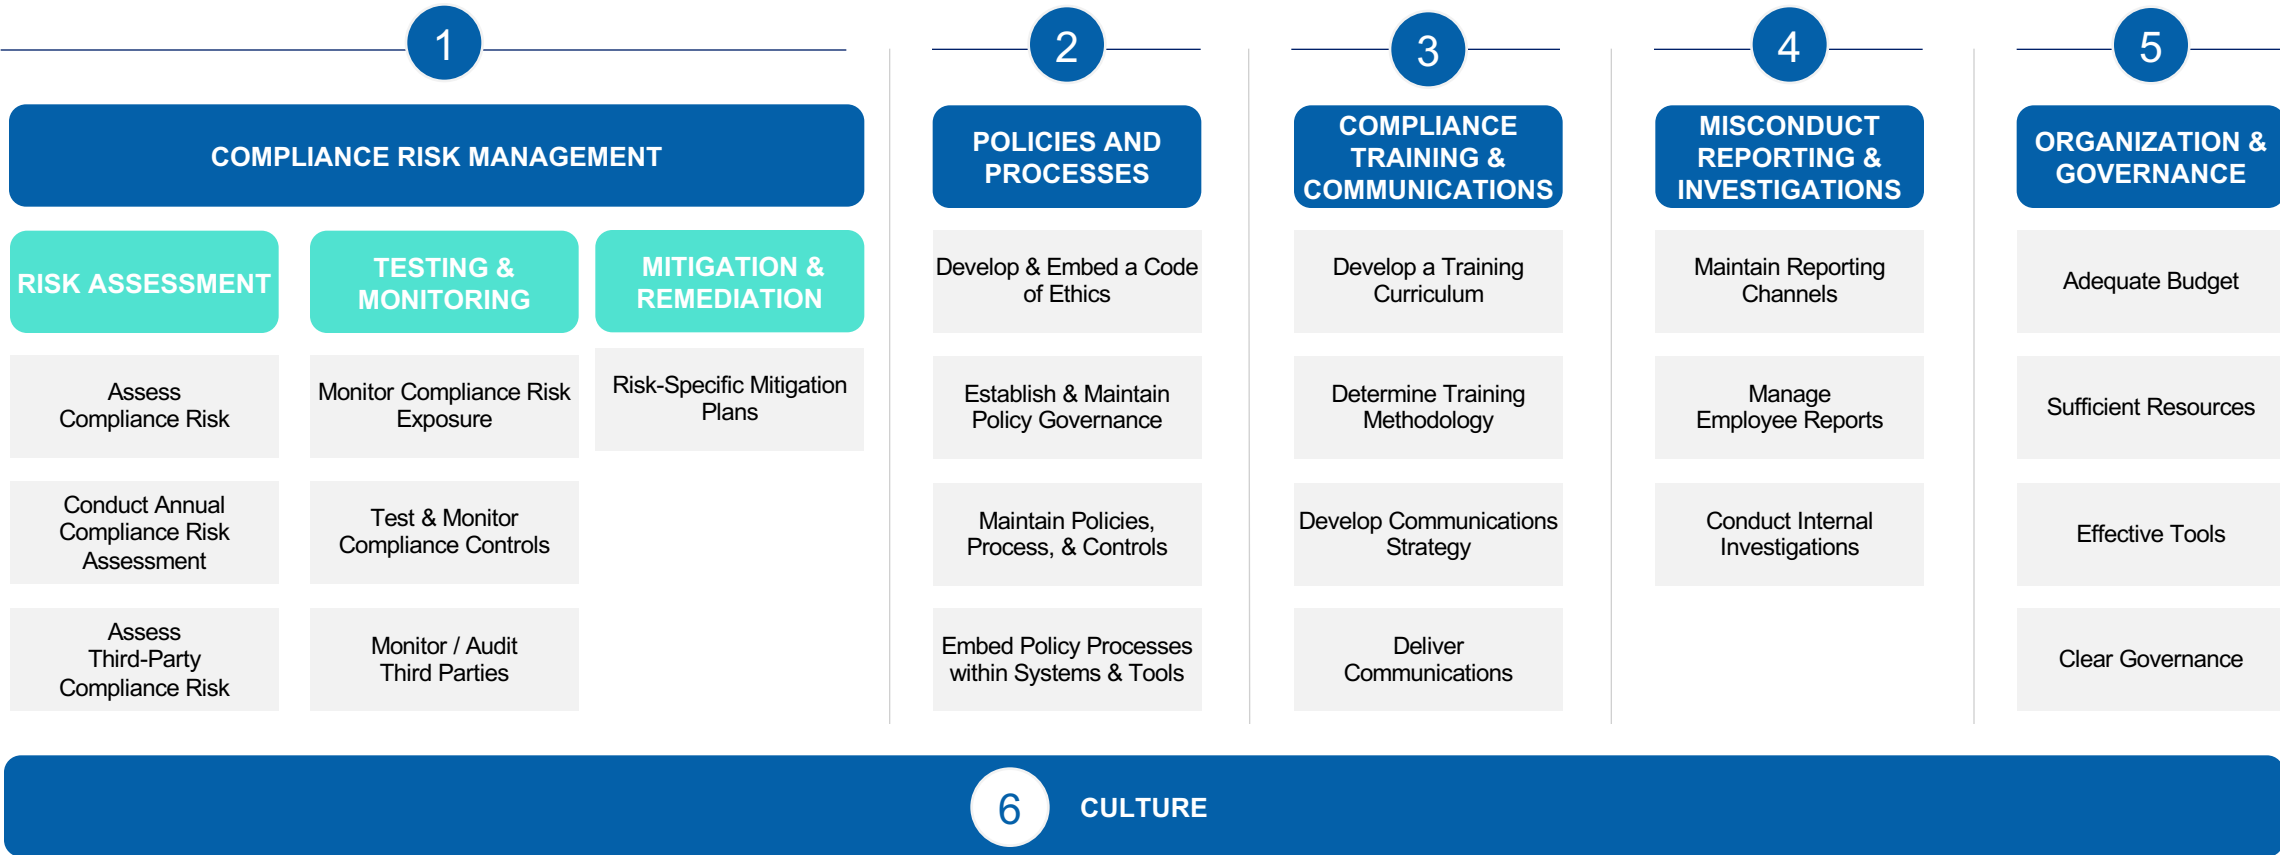 1
COMPLIANCE RISK MANAGEMENT
RISK ASSESSMENT
Assess
Compliance Risk
Conduct Annual
Compliance Risk
Assessment
Assess
Third-Party
Compliance Risk
TESTING &
MONITORING
Monitor Compliance Risk
Exposure
Test & Monitor
Compliance Controls
Monitor / Audit
Third Parties
MITIGATION &
REMEDIATION
Risk-Specific Mitigation
Plans
2
POLICIES AND
PROCESSES
Develop & Embed a Code
of Ethics
Establish & Maintain
Policy Governance
Maintain Policies,
Process, & Controls
Embed Policy Processes
within Systems & Tools
3
COMPLIANCE
TRAINING &
COMMUNICATIONS
Develop a Training
Curriculum
Determine Training
Methodology
Develop Communications
Strategy
Deliver
Communications
4
MISCONDUCT
REPORTING &
INVESTIGATIONS
Maintain Reporting
Channels
Manage
Employee Reports
Conduct Internal
Investigations
5
ORGANIZATION &
GOVERNANCE
Adequate Budget
Sufficient Resources
Effective Tools
Clear Governance
6
CULTURE